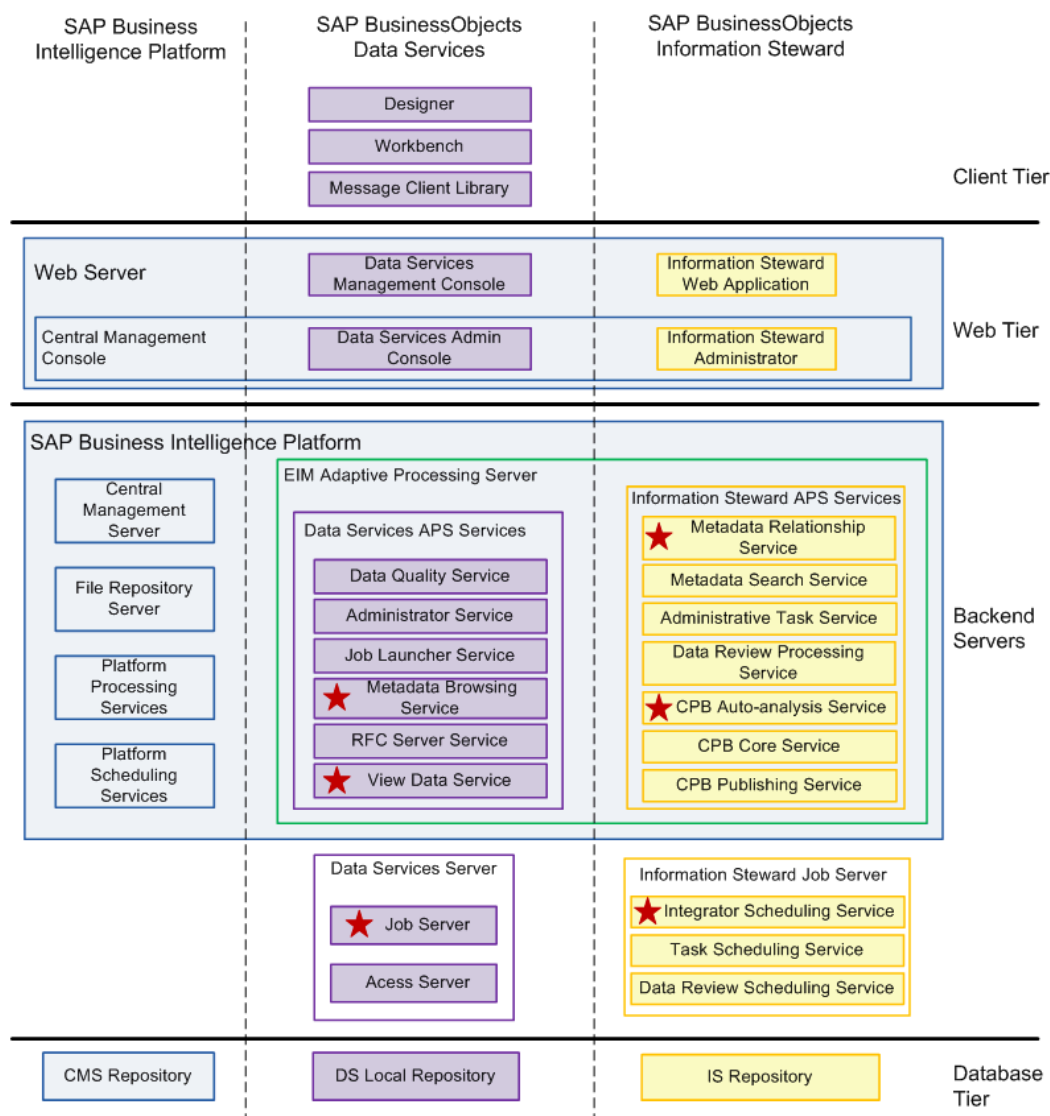 SAP Business
Intelligence Platform
SAP BusinessObjects
Data Services
SAP BusinessObjects
Information Steward
Designer
Workbench
Message Client Library
Client Tier
Web Server
Data Services
Management Console
Information Steward
Web Application
Central Management
Console
Data Services Admin
Console
Information Steward
Administrator
Web Tier
SAP Business Intelligence Platform
Central
Management
Server
File Repository
Server
Platform
Processing
Services
Platform
Scheduling
Services
EIM Adaptive Processing Server
Data Services APS Services
Data Quality Service
Administrator Service
Job Launcher Service
Metadata Browsing
Service
RFC Server Service
View Data Service
Information Steward APS Services
Metadada Relationship
Service
Metadata Search Service
Administrative Task Service
Data Review Processing
Service
CPB Auto-analysis Service
CPB Core Service
CPB Publishing Service
Backend
Servers
Data Services Server
Job Server
Acess Server
Information Steward Job Server
Integrator Scheduling Service
Task Scheduling Service
Data Review Scheduling Service
CMS Repository
DS Local Repository
IS Repository
Database
Tier